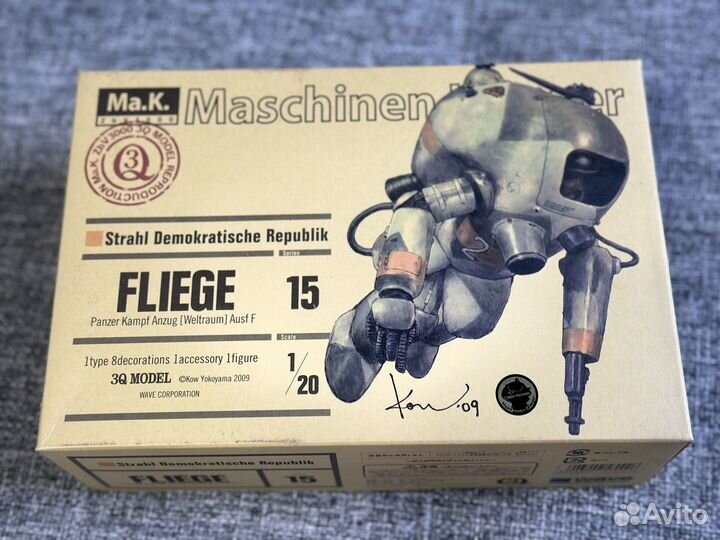 Ma.K.
Maschinen
Ma.K. ZbV3000 3Q MODEL REPRODUCTION
3Q
Strahl Demokratische Republik
Series
FLIEGE 15
Panzer Kampf Anzug [Weltraum] Ausf F
Scale
1type 8decorations 1accessory 1figure
1/20
3Q MODEL ©Kow Yokoyama 2009
WAVE CORPORATION
2
Kow '09
Strahl Demokratische Republik
FLIEGE 15
Avito